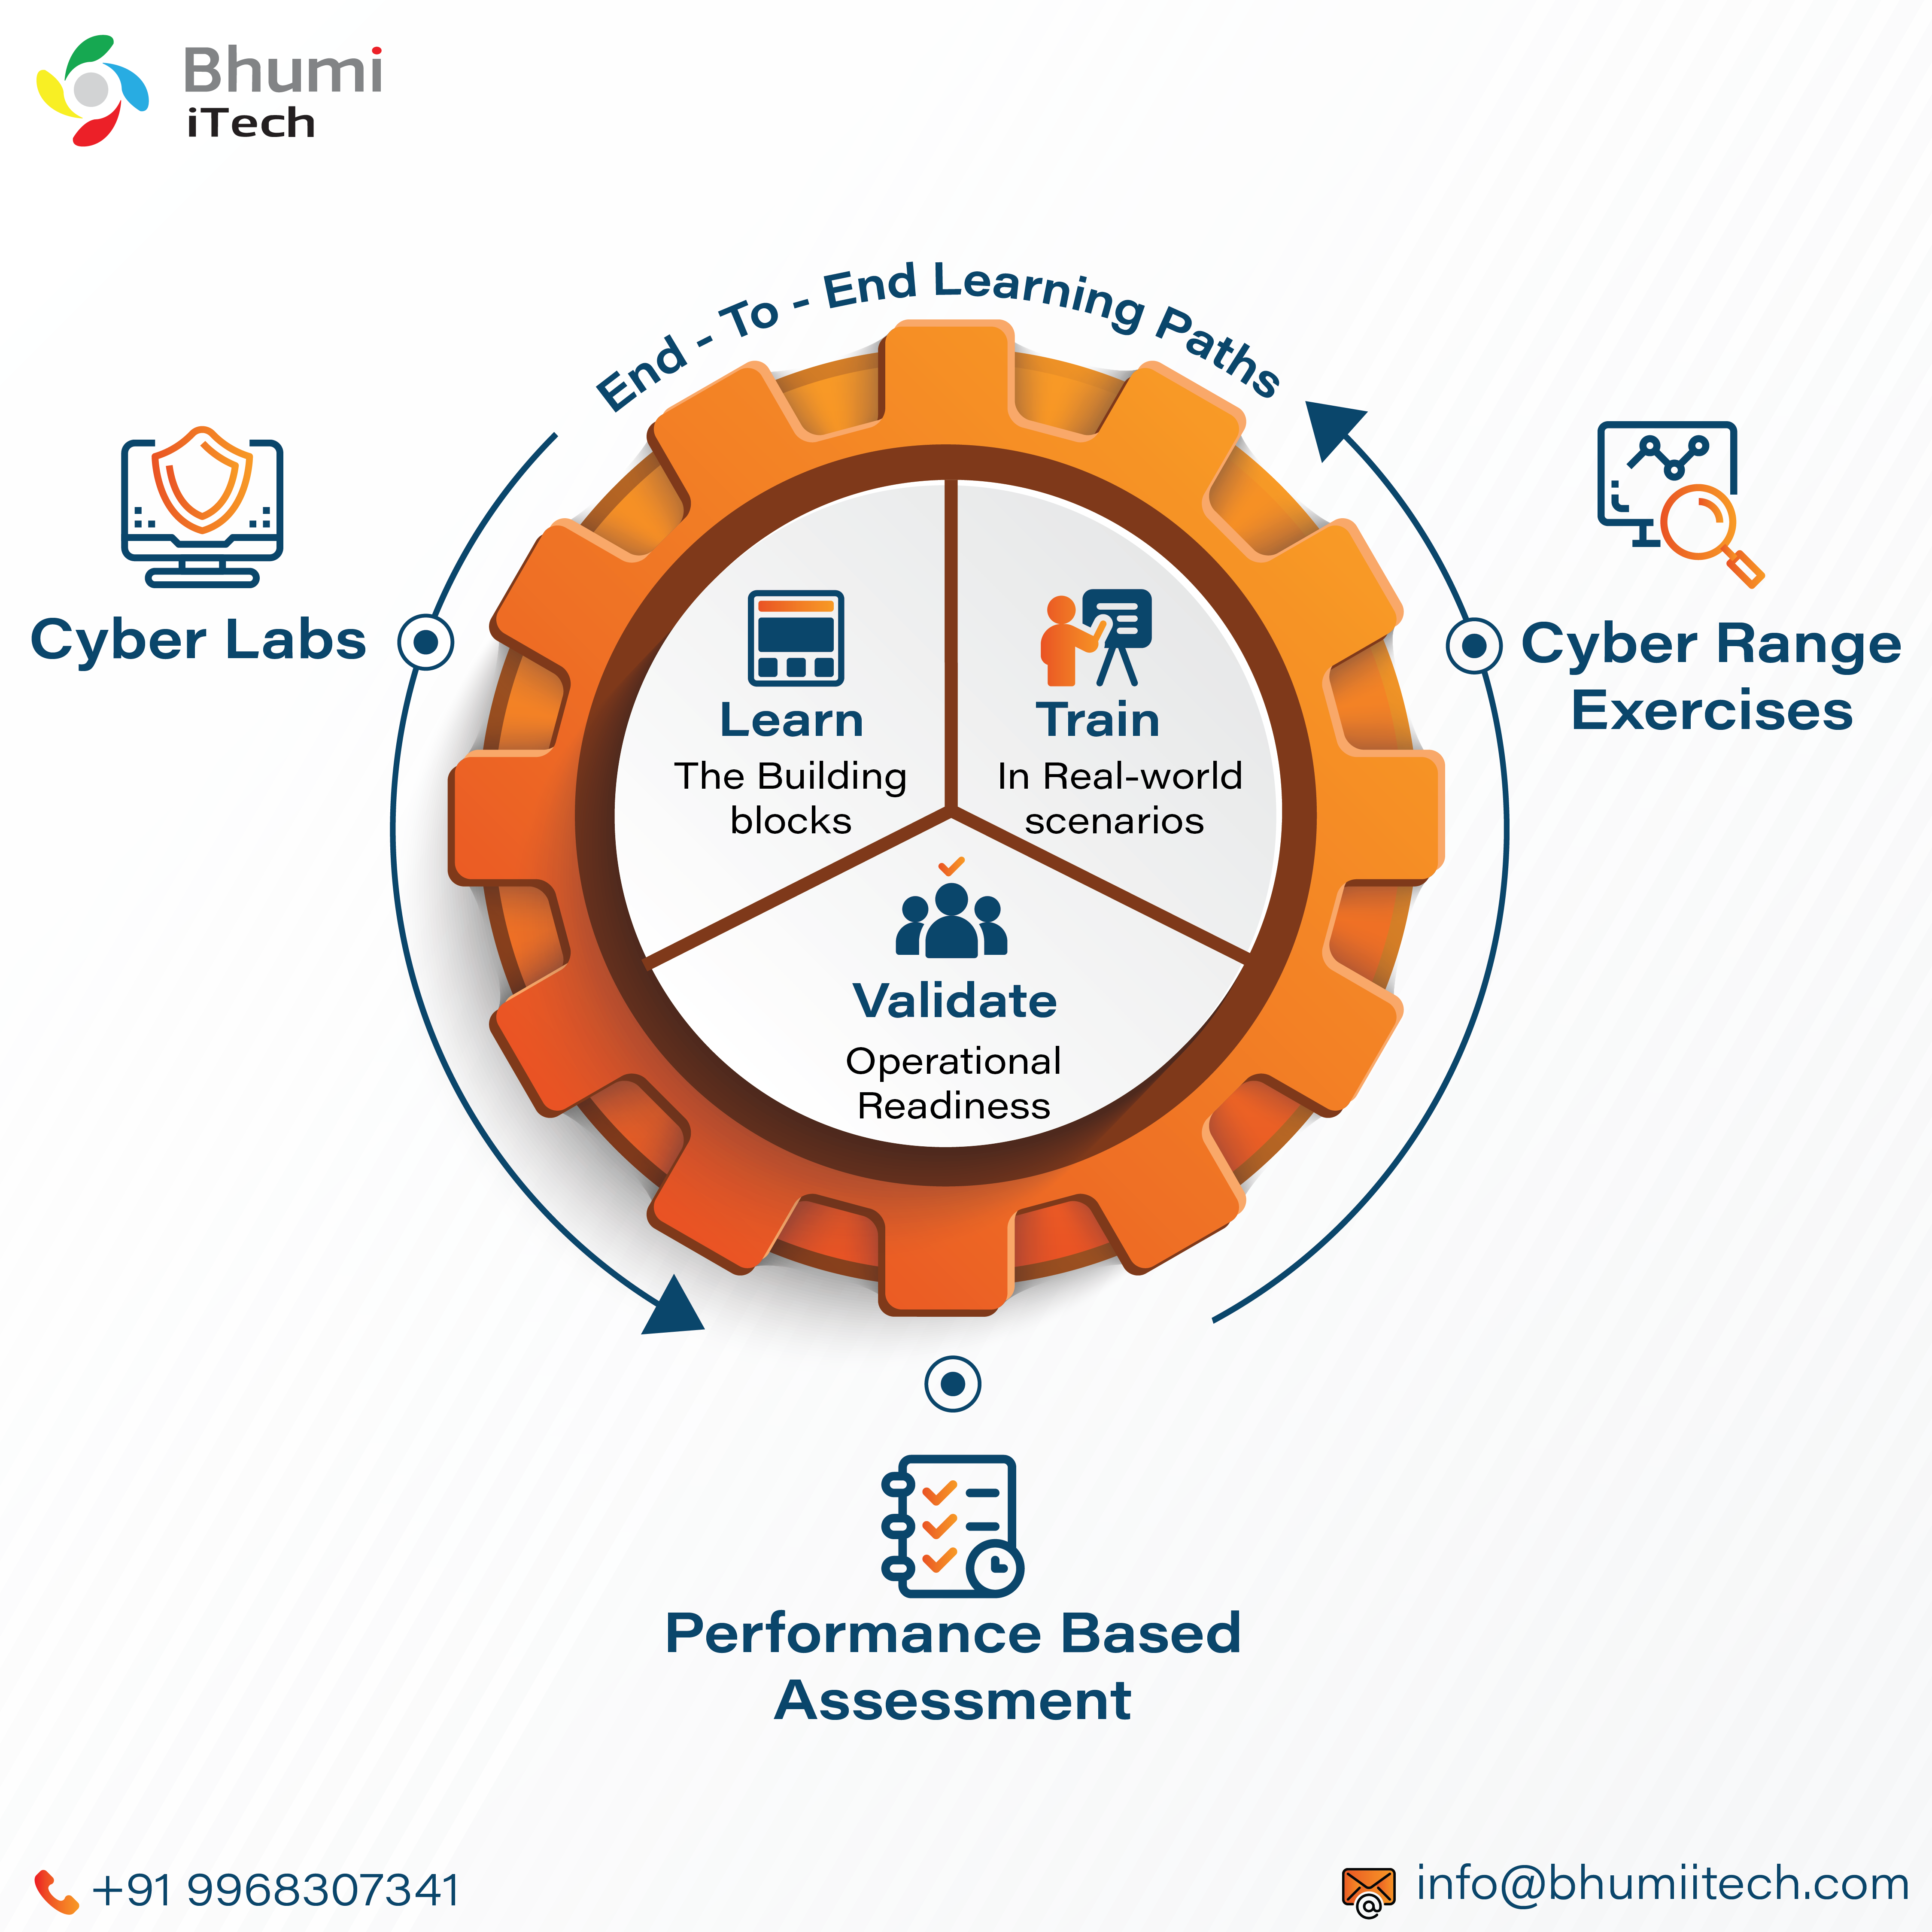 Bhumi
iTech
End - To - End Learning Paths
Cyber Labs
Cyber Range
Exercises
Learn
The Building
blocks
Train
In Real-world
scenarios
Validate
Operational
Readiness
Performance Based
Assessment
+91 9968307341
info@bhumiitech.com